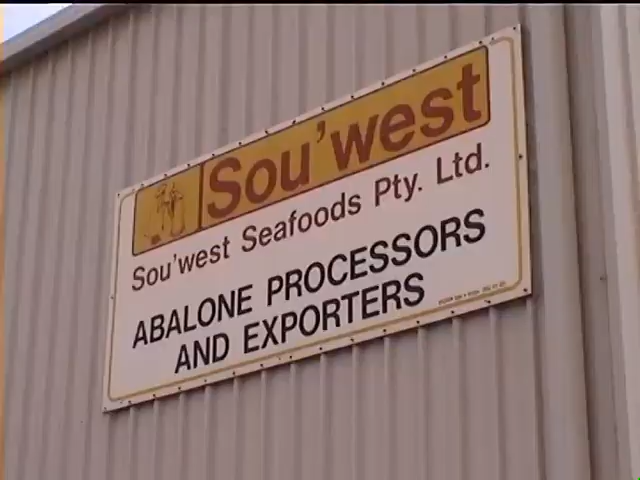 Sou'west
Sou'west Seafoods Pty. Ltd.
ABALONE PROCESSORS
AND EXPORTERS